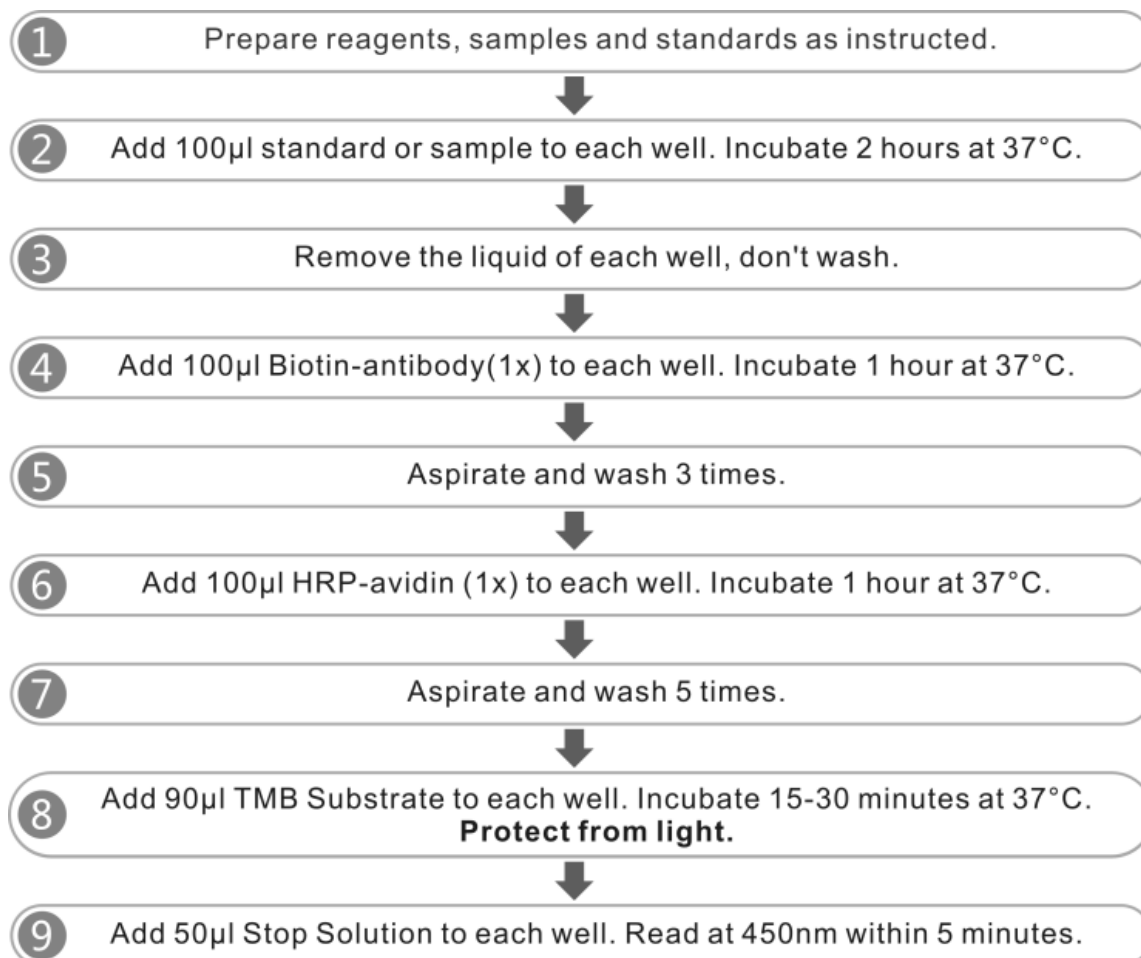 1 Prepare reagents, samples and standards as instructed.
2 Add 100µl standard or sample to each well. Incubate 2 hours at 37°C.
3 Remove the liquid of each well, don't wash.
4 Add 100µl Biotin-antibody(1x) to each well. Incubate 1 hour at 37°C.
5 Aspirate and wash 3 times.
6 Add 100µl HRP-avidin (1x) to each well. Incubate 1 hour at 37°C.
7 Aspirate and wash 5 times.
8 Add 90µl TMB Substrate to each well. Incubate 15-30 minutes at 37°C.
Protect from light.
9 Add 50µl Stop Solution to each well. Read at 450nm within 5 minutes.